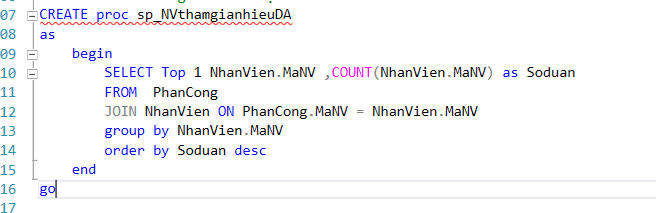 07 CREATE proc sp_NVthamgianhieuDA
08 as
09 begin
10 SELECT Top 1 NhanVien.MaNV ,COUNT(NhanVien.MaNV) as Soduan
11 FROM PhanCong
12 JOIN NhanVien ON PhanCong.MaNV = NhanVien.MaNV
13 group by NhanVien.MaNV
14 order by Soduan desc
15 end
16 go
17